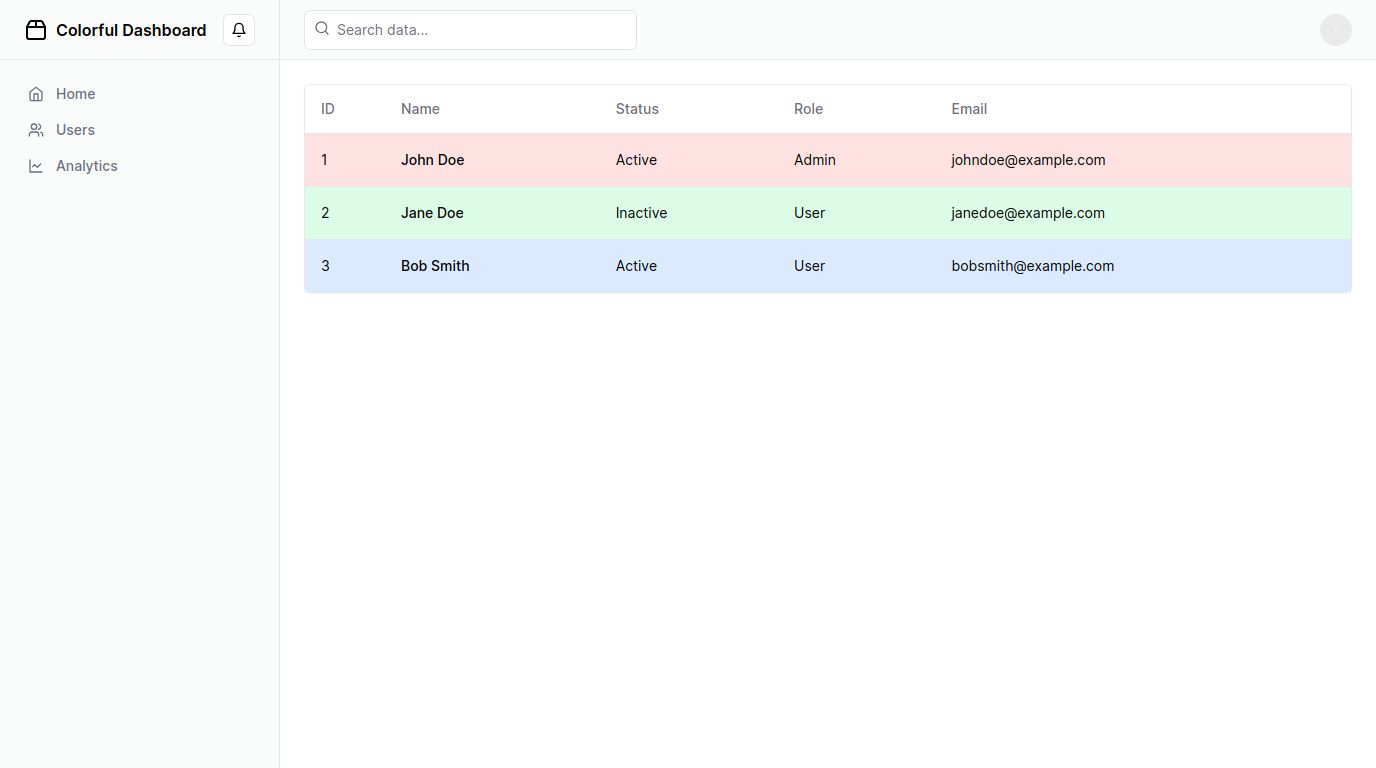 Colorful Dashboard
Search data...
Home
Users
Analytics
ID Name Status Role Email
1 John Doe Active Admin johndoe@example.com
2 Jane Doe Inactive User janedoe@example.com
3 Bob Smith Active User bobsmith@example.com